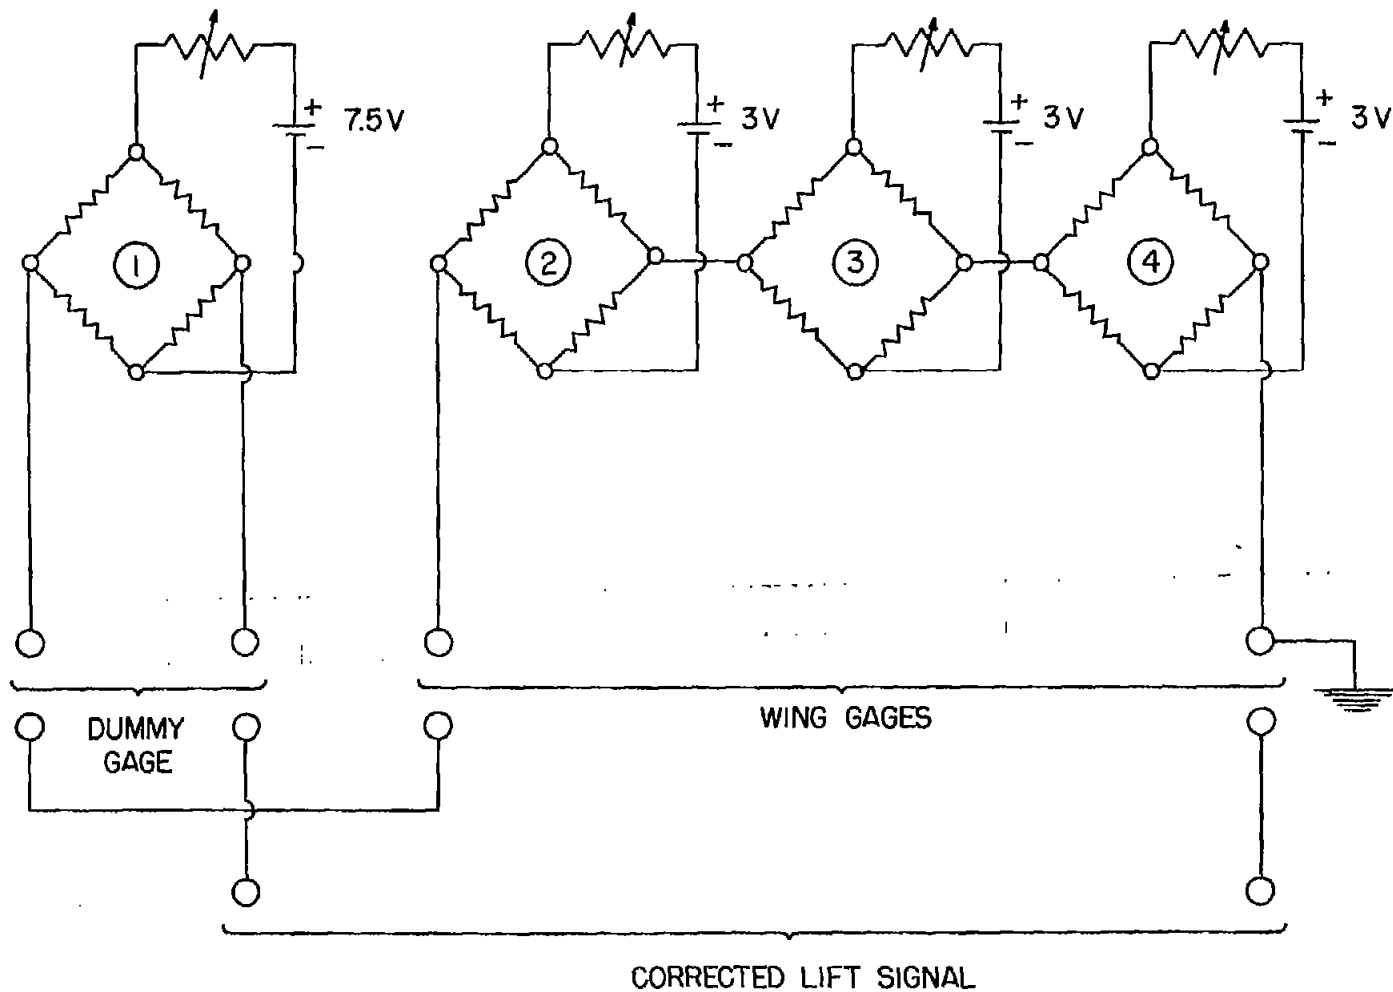 + 7.5V
-
+ 3V
-
+ 3V
-
+ 3V
-
1
2
3
4
DUMMY
GAGE
WING GAGES
CORRECTED LIFT SIGNAL